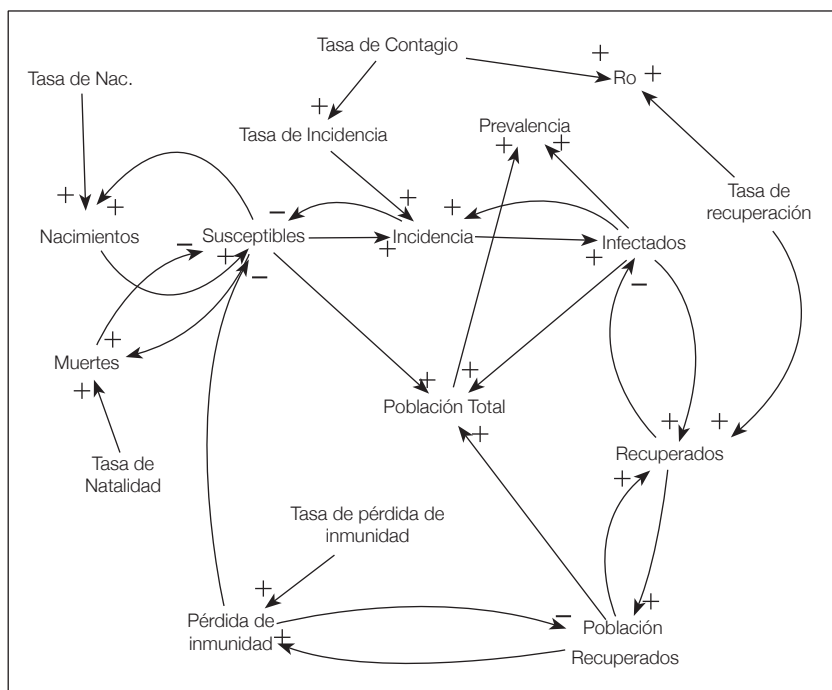 Tasa de Contagio
Tasa de Nac.
Ro
Tasa de Incidencia
Prevalencia
Tasa de
recuperación
Nacimientos
Susceptibles
Incidencia
Infectados
Muertes
Población Total
Tasa de
Natalidad
Recuperados
Tasa de pérdida de
inmunidad
Pérdida de
inmunidad
Población
Recuperados